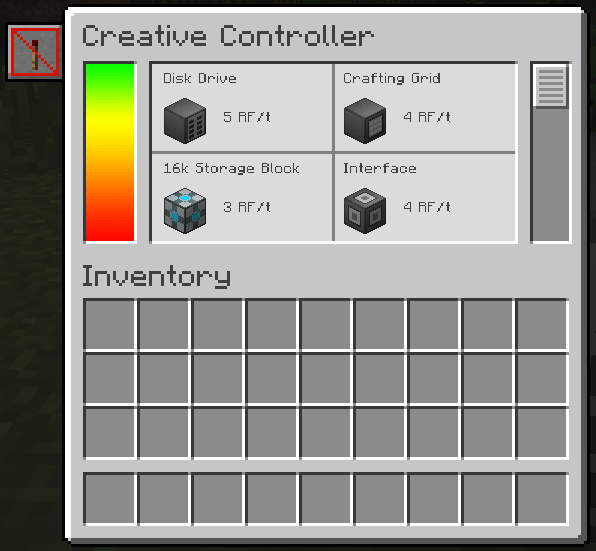 Creative Controller
Disk Drive
5 RF/t
Crafting Grid
4 RF/t
16k Storage Block
3 RF/t
Interface
4 RF/t
Inventory